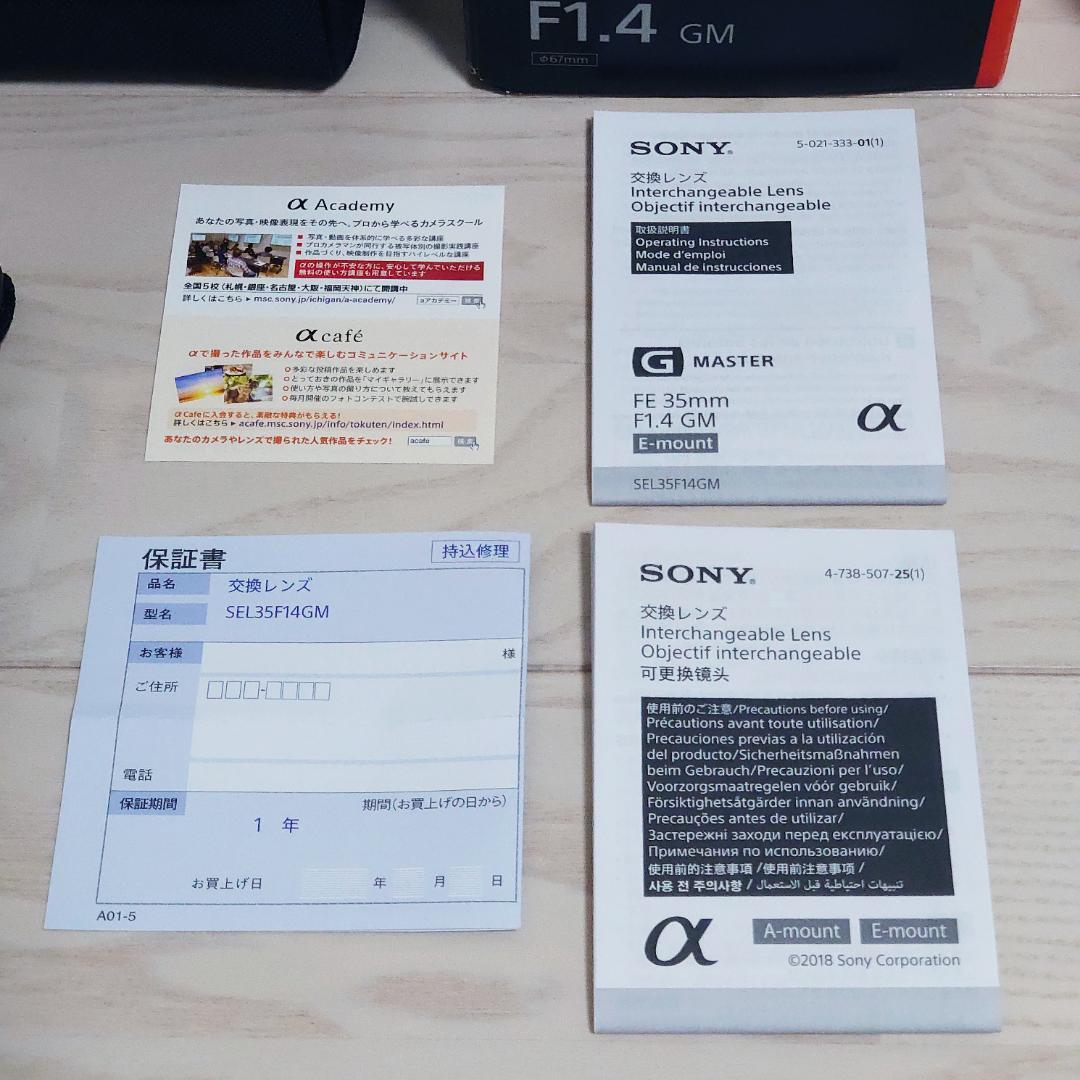 F1.4 GM
Φ67mm
α Academy
あなたの写真・映像表現をその先へ。プロから学べるカメラスクール
■ 写真・動画を体系的に学べる多彩な講座
■ プロカメラマンが同行する被写体別の撮影実践講座
■ 作品づくり、映像制作を目指すハイレベルな講座
αの操作が不安な方に、安心して学んでいただける
無料の使い方講座も用意しています
全国5校(札幌・銀座・名古屋・大阪・福岡天神)にて開講中
詳しくはこちら ▶ msc.sony.jp/ichigan/a-academy/
αアカデミー 検索
α café
αで撮った作品をみんなで楽しむコミュニケーションサイト
○多彩な投稿作品を楽しめます
○とっておきの作品を「マイギャラリー」に展示できます
○使い方や写真の撮り方について教えてもらえます
○毎月開催のフォトコンテストで腕試しできます
α Cafeに入会すると、素敵な特典がもらえる!
詳しくはこちら ▶ acafe.msc.sony.jp/info/tokuten/index.html
あなたのカメラやレンズで撮られた人気作品をチェック!
acafe 検索
SONY®
5-021-333-01(1)
交換レンズ
Interchangeable Lens
Objectif interchangeable
取扱説明書
Operating Instructions
Mode d'emploi
Manual de instrucciones
G MASTER
FE 35mm
F1.4 GM
E-mount
α
SEL35F14GM
保証書
持込修理
品名 交換レンズ
型名 SEL35F14GM
お客様 様
ご住所 □□□-□□□□
電話
保証期間 期間(お買上げの日から)
1 年
お買上げ日 年 月 日
A01-5
SONY®
4-738-507-25(1)
交換レンズ
Interchangeable Lens
Objectif interchangeable
可更换镜头
使用前のご注意/Precautions before using/
Précautions avant toute utilisation/
Precauciones previas a la utilización
del producto/Sicherheitsmaßnahmen
beim Gebrauch/Precauzioni per l'uso/
Voorzorgsmaatregelen vóór gebruik/
Försiktighetsåtgärder innan användning/
Precauções antes de utilizar/
Застережні заходи перед експлуатацією/
Примечания по использованию/
使用前的注意事項 /使用前注意事项 /
사용 전 주의사항 / تنبيهات احتياطية قبل الاستعمال
α A-mount E-mount
©2018 Sony Corporation